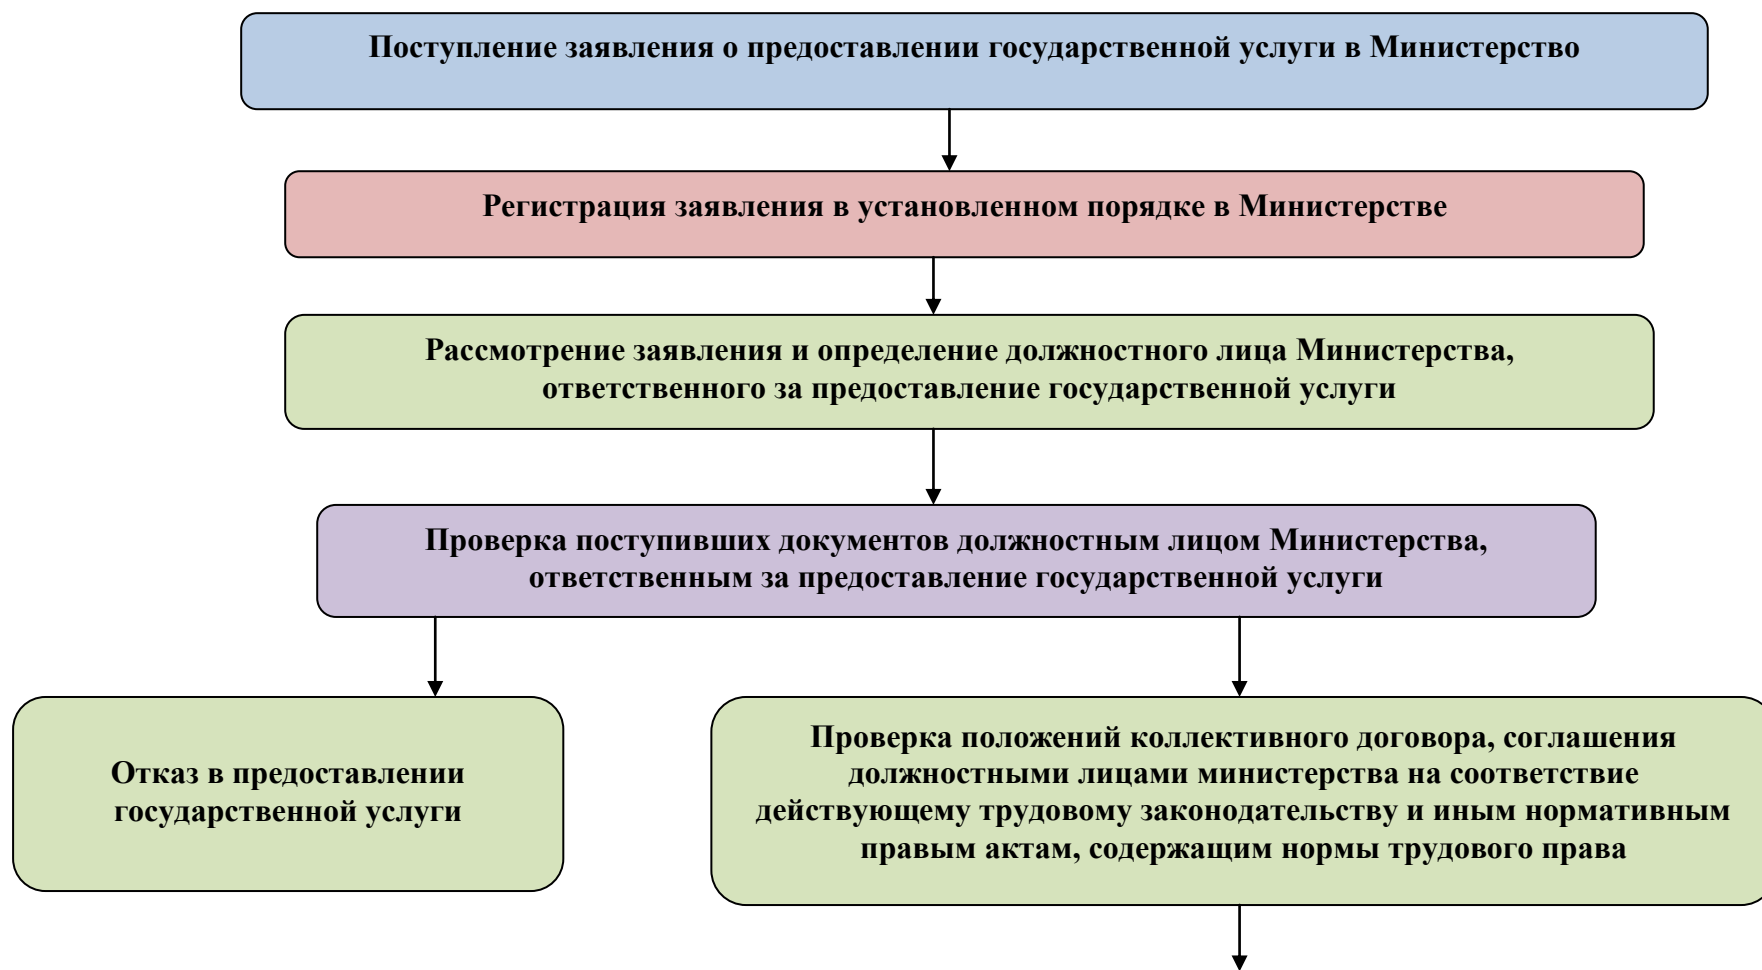 Поступление заявления о предоставлении государственной услуги в Министерство
Регистрация заявления в установленном порядке в Министерстве
Рассмотрение заявления и определение должностного лица Министерства,
ответственного за предоставление государственной услуги
Проверка поступивших документов должностным лицом Министерства,
ответственным за предоставление государственной услуги
Отказ в предоставлении
государственной услуги
Проверка положений коллективного договора, соглашения
должностными лицами министерства на соответствие
действующему трудовому законодательству и иным нормативным
правым актам, содержащим нормы трудового права